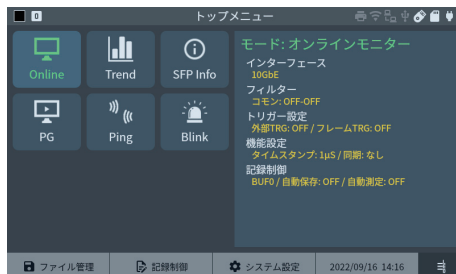 0
トップメニュー
Online
Trend
SFP Info
PG
Ping
Blink
モード: オンラインモニター
インターフェース
10GbE
フィルター
コモン: OFF-OFF
トリガー設定
外部TRG: OFF / フレームTRG: OFF
機能設定
タイムスタンプ: 1μS / 同期: なし
記録制御
BUF0 / 自動保存: OFF / 自動測定: OFF
ファイル管理
記録制御
システム設定
2022/09/16 14:16